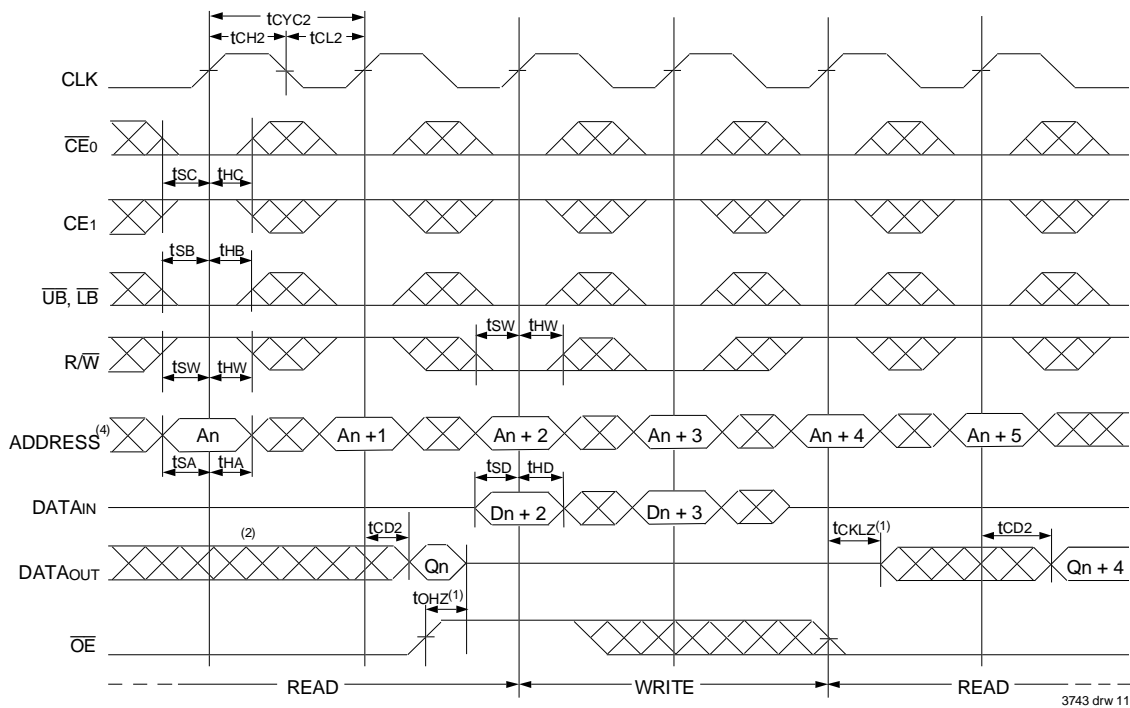 tCYC2
tCH2 tCL2
CLK
CE0
tSC tHC
CE1
tSB tHB
UB, LB
tSW tHW
R/W
tSW tHW
ADDRESS(4) An An +1 An + 2 An + 3 An + 4 An + 5
tSA tHA tSD tHD
DATAIN Dn + 2 Dn + 3
(2) tCD2 tCKLZ(1) tCD2
DATAOUT Qn Qn + 4
tOHZ(1)
OE
READ WRITE READ
3743 drw 11